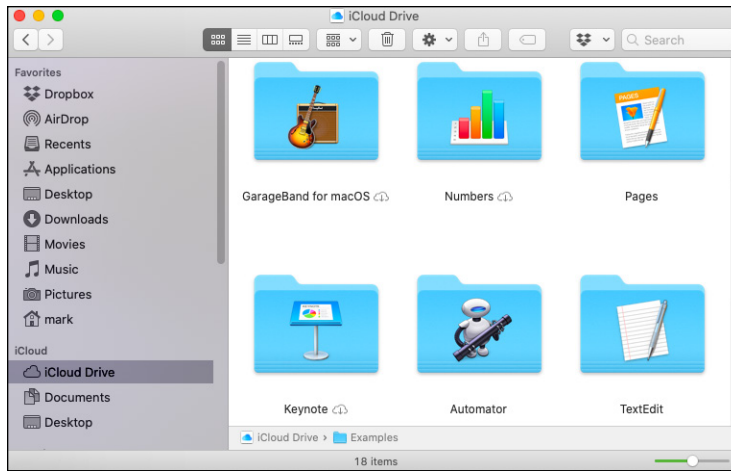 iCloud Drive
Search
Favorites
Dropbox
AirDrop
Recents
Applications
Desktop
Downloads
Movies
Music
Pictures
mark
iCloud
iCloud Drive
Documents
Desktop
PAGES
GarageBand for macOS
Numbers
Pages
Keynote
Automator
TextEdit
iCloud Drive › Examples
18 items